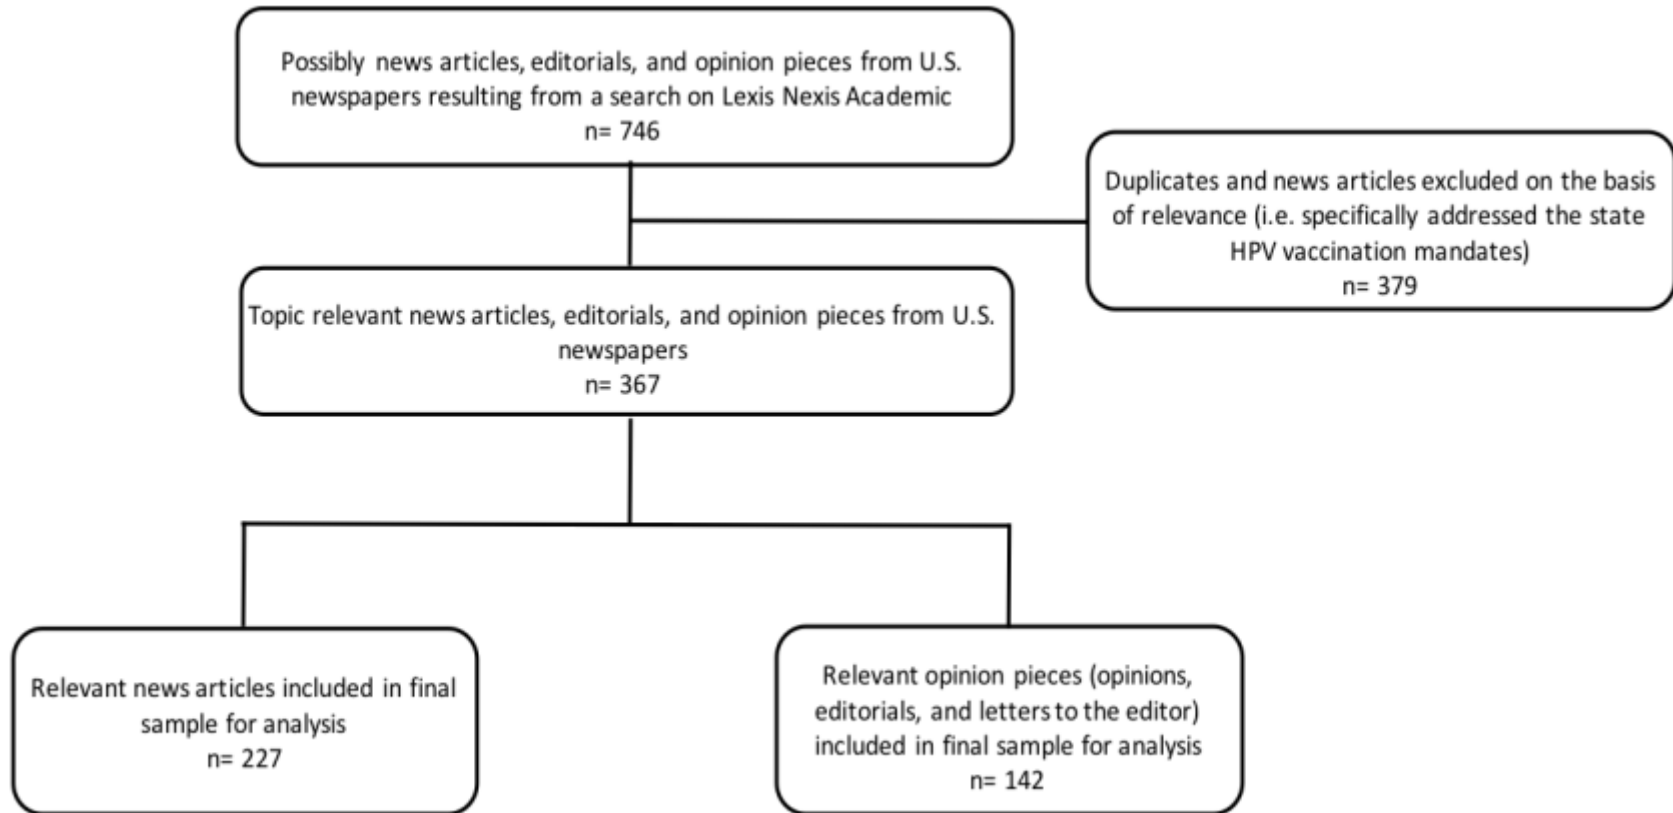 Possibly news articles, editorials, and opinion pieces from U.S.
newspapers resulting from a search on Lexis Nexis Academic
n= 746
Duplicates and news articles excluded on the basis
of relevance (i.e. specifically addressed the state
HPV vaccination mandates)
n= 379
Topic relevant news articles, editorials, and opinion pieces from U.S.
newspapers
n= 367
Relevant news articles included in final
sample for analysis
n= 227
Relevant opinion pieces (opinions,
editorials, and letters to the editor)
included in final sample for analysis
n= 142